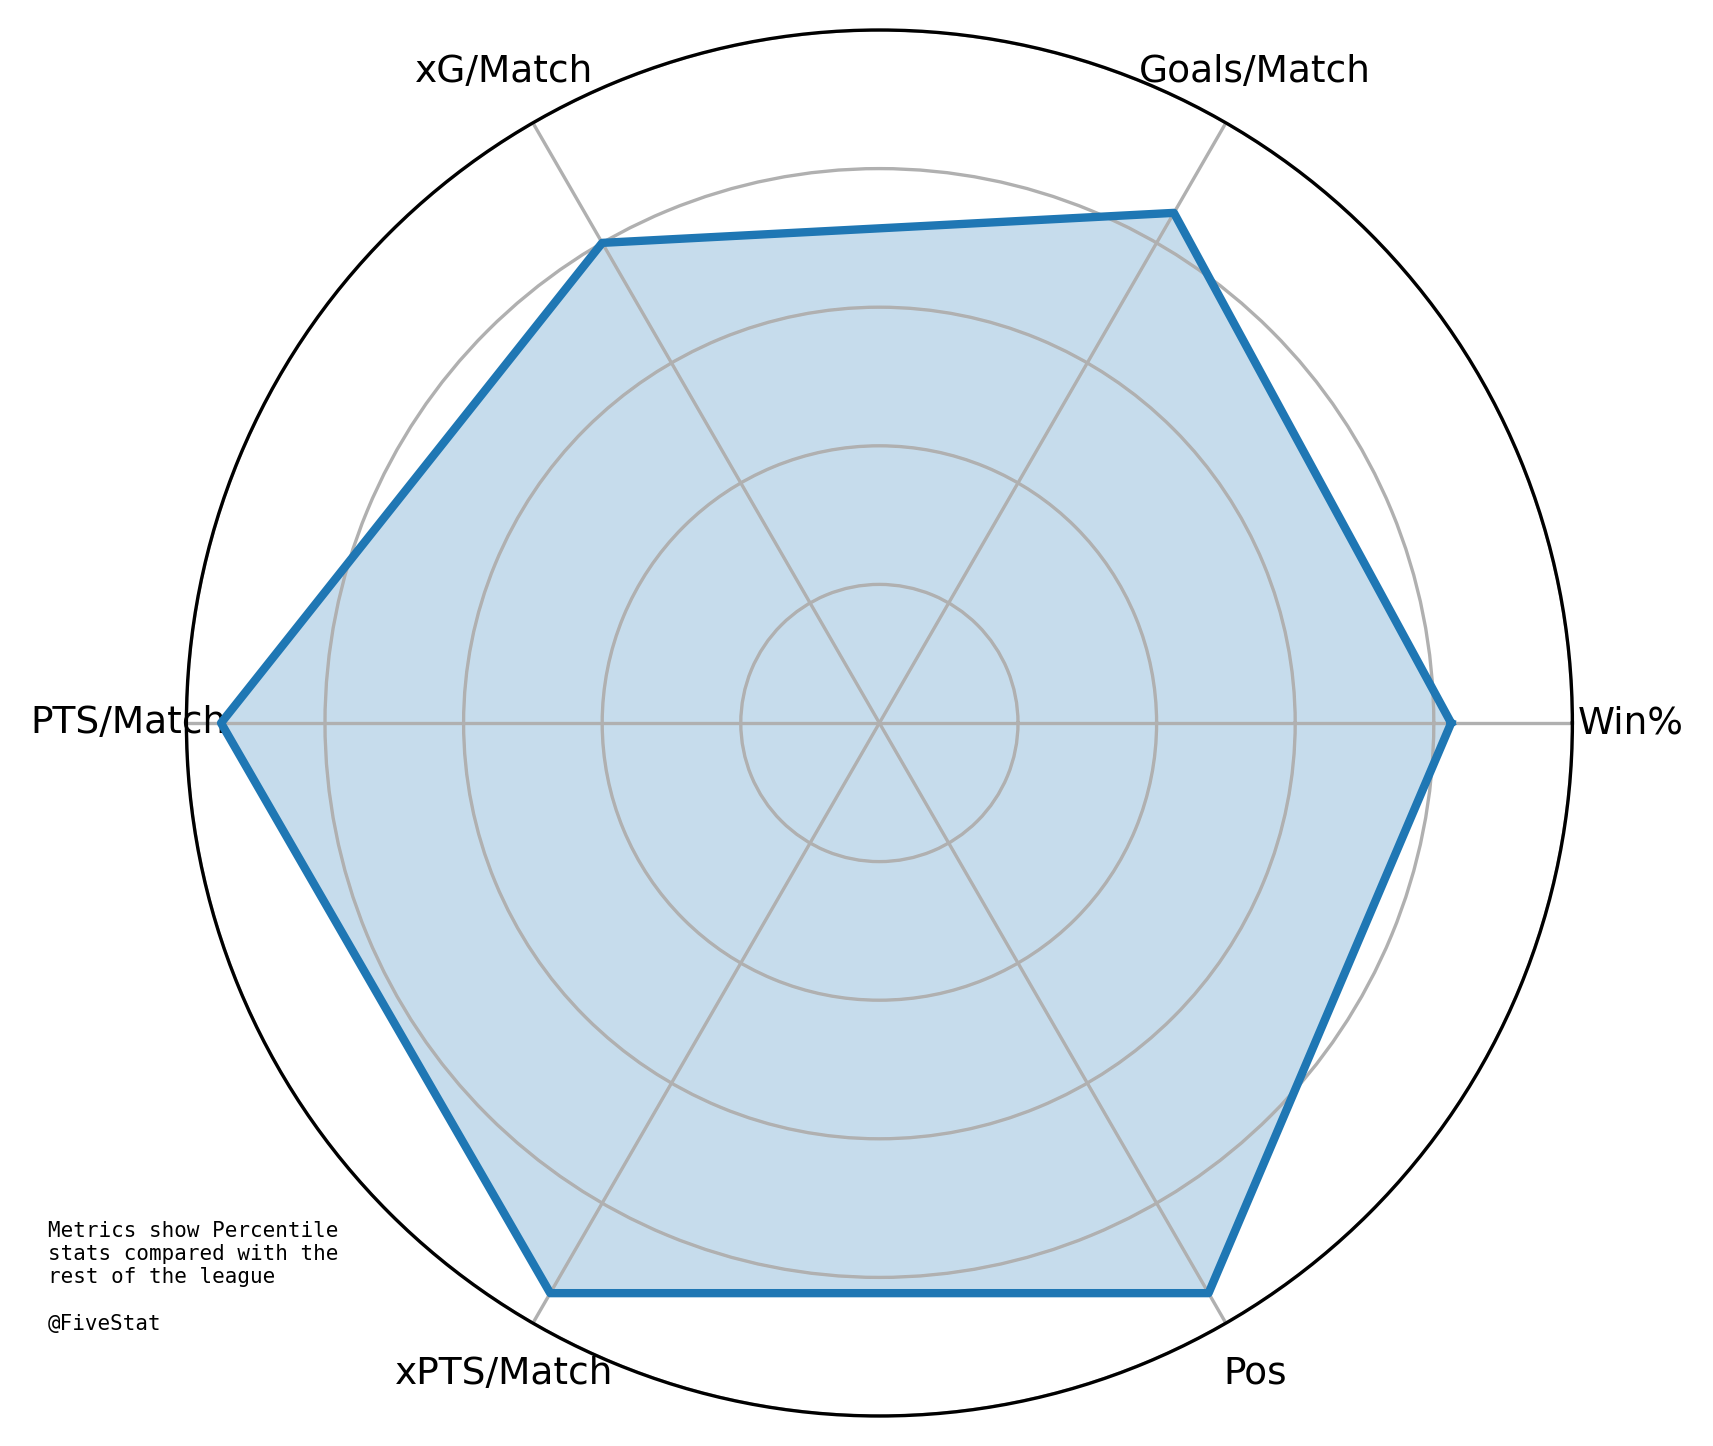 xG/Match
Goals/Match
PTS/Match
Win%
Metrics show Percentile
stats compared with the
rest of the league
@FiveStat
xPTS/Match
Pos